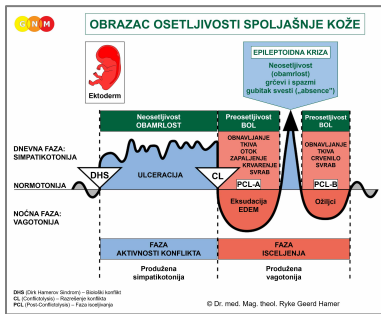 GNM
OBRAZAC OSETLJIVOSTI SPOLJAŠNJE KOŽE
EPILEPTOIDNA KRIZA
Neosetljivost
(obamrlost)
grčevi i spazmi
gubitak svesti („absence”)
Ektoderm
Neosetljivost
OBAMRLOST
Preosetljivost
BOL
Preosetljivost
BOL
DNEVNA FAZA:
SIMPATIKOTONIJA
OBNAVLJANJE
TKIVA
OTOK
ZAPALJENJE
KRVARENJE
SVRAB
OBNAVLJANJE
TKIVA
CRVENILO
SVRAB
DHS
ULCERACIJA
CL
PCL-A
PCL-B
NORMOTONIJA
NOĆNA FAZA:
VAGOTONIJA
Eksudacija
EDEM
Ožiljci
FAZA
AKTIVNOSTI KONFLIKTA
FAZA
ISCELJENJA
Produžena
simpatikotonija
Produžena
vagotonija
DHS (Dirk Hamerov Sindrom) – Biološki konflikt
CL (Conflictolysis) – Razrešenje konflikta
PCL (Post-Conflictolysis) – Faza isceljivanja
© Dr. med. Mag. theol. Ryke Geerd Hamer